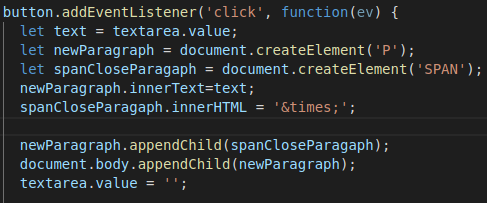 button.addEventListener('click', function(ev) {
let text = textarea.value;
let newParagraph = document.createElement('P');
let spanCloseParagaph = document.createElement('SPAN');
newParagraph.innerText=text;
spanCloseParagaph.innerHTML = '&times;';
newParagraph.appendChild(spanCloseParagaph);
document.body.appendChild(newParagraph);
textarea.value = '';